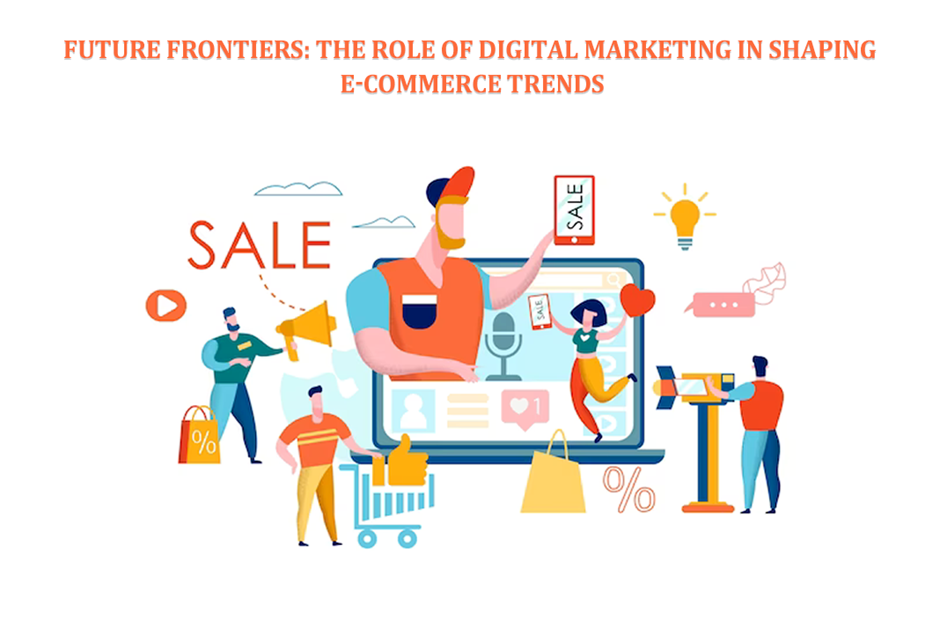 FUTURE FRONTIERS: THE ROLE OF DIGITAL MARKETING IN SHAPING
E-COMMERCE TRENDS
SALE
SALE
SALE
1
%
%